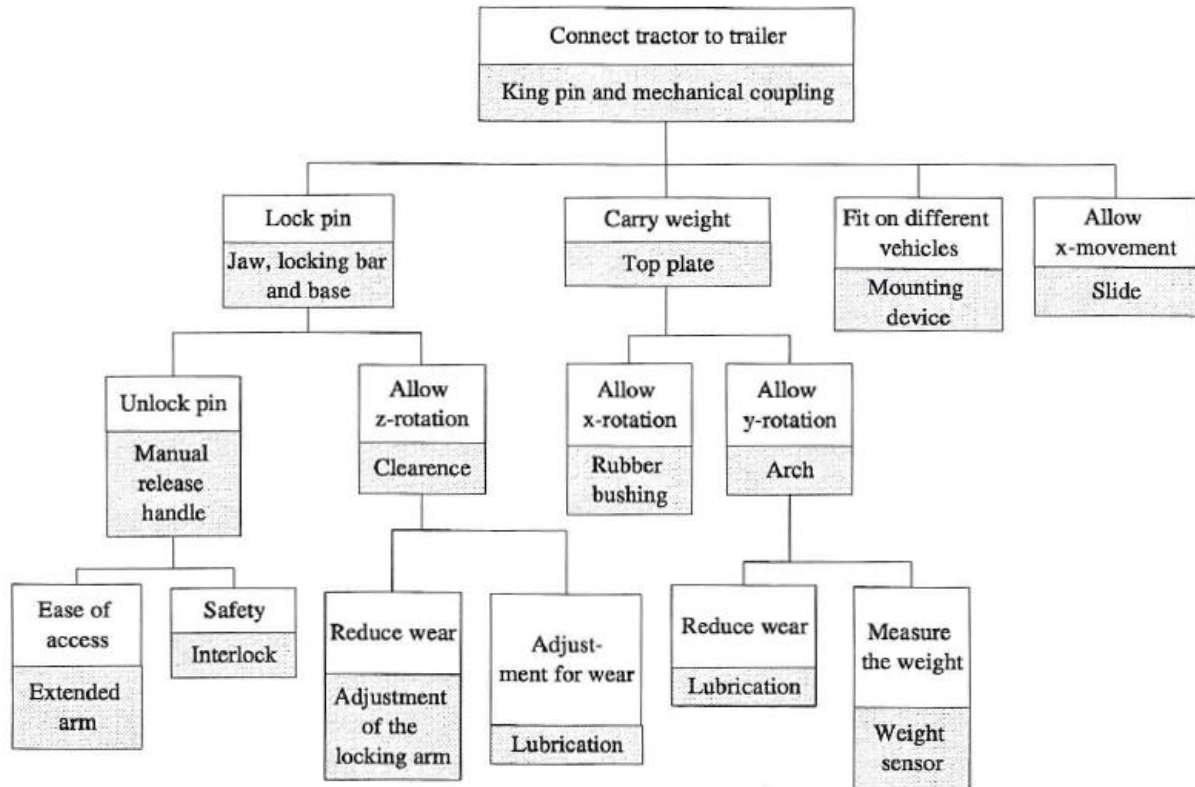 Connect tractor to trailer
King pin and mechanical coupling
Lock pin
Jaw, locking bar
and base
Carry weight
Top plate
Fit on different
vehicles
Mounting
device
Allow
x-movement
Slide
Unlock pin
Manual
release
handle
Allow
z-rotation
Clearence
Allow
x-rotation
Rubber
bushing
Allow
y-rotation
Arch
Ease of
access
Extended
arm
Safety
Interlock
Reduce wear
Adjustment
of the
locking arm
Adjust-
ment for wear
Lubrication
Reduce wear
Lubrication
Measure
the weight
Weight
sensor